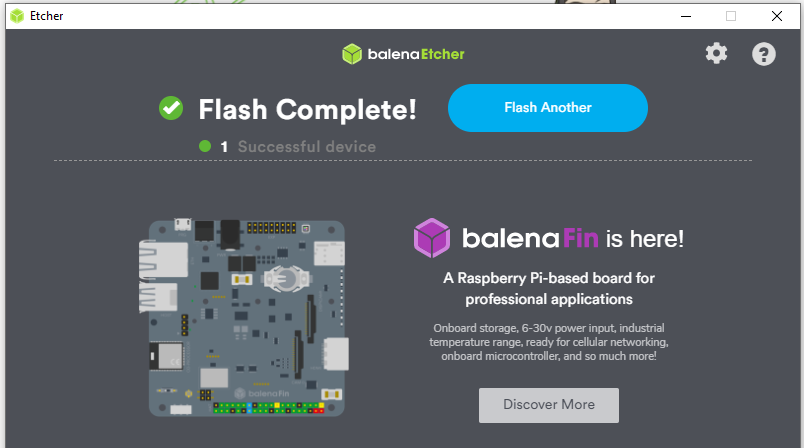 Etcher
balenaEtcher
Flash Complete!
Flash Another
1 Successful device
balenaFin is here!
A Raspberry Pi-based board for
professional applications
Onboard storage, 6-30v power input, industrial
temperature range, ready for cellular networking,
onboard microcontroller, and so much more!
balenaFin
Discover More